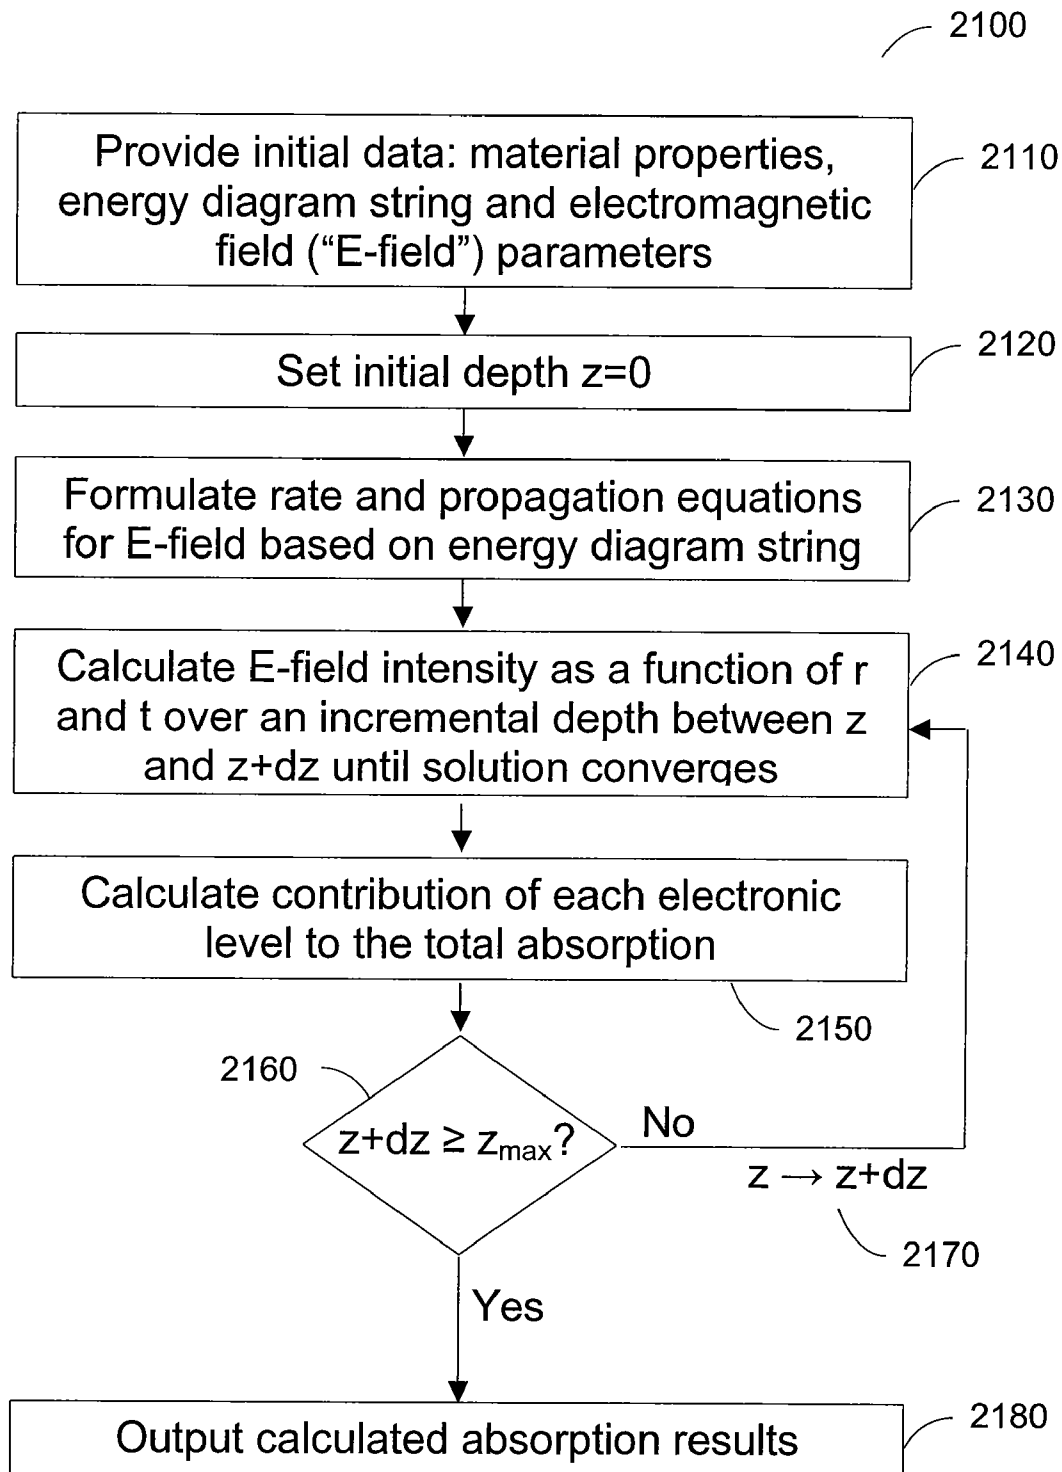 2100
Provide initial data: material properties,
energy diagram string and electromagnetic
field (“E-field”) parameters
2110
Set initial depth z=0
2120
Formulate rate and propagation equations
for E-field based on energy diagram string
2130
Calculate E-field intensity as a function of r
and t over an incremental depth between z
and z+dz until solution converges
2140
Calculate contribution of each electronic
level to the total absorption
2150
2160
z+dz ≥ zmax?
No
z → z+dz
2170
Yes
Output calculated absorption results
2180